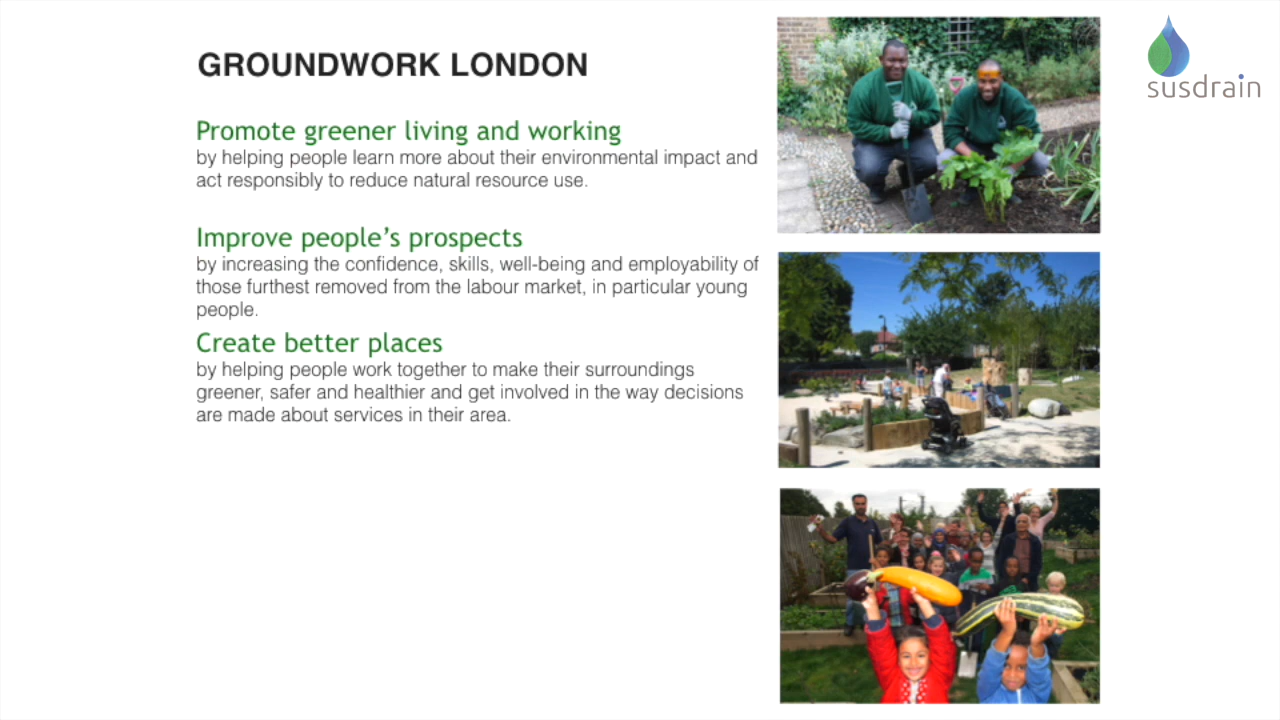 GROUNDWORK LONDON
Promote greener living and working
by helping people learn more about their environmental impact and
act responsibly to reduce natural resource use.
Improve people’s prospects
by increasing the confidence, skills, well-being and employability of
those furthest removed from the labour market, in particular young
people.
Create better places
by helping people work together to make their surroundings
greener, safer and healthier and get involved in the way decisions
are made about services in their area.
susdrain